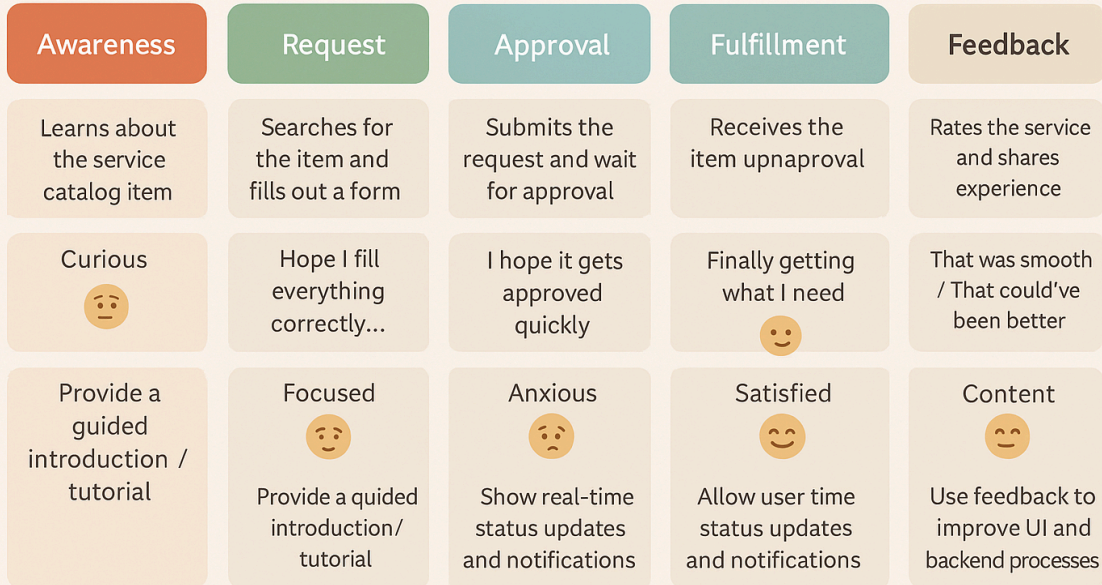 Awareness
Request
Approval
Fulfillment
Feedback
Learns about
the service
catalog item
Searches for
the item and
fills out a form
Submits the
request and wait
for approval
Receives the
item upnaproval
Rates the service
and shares
experience
Curious
Hope I fill
everything
correctly...
I hope it gets
approved
quickly
Finally getting
what I need
That was smooth
/ That could've
been better
Provide a
guided
introduction /
tutorial
Focused
Provide a quided
introduction/
tutorial
Anxious
Show real-time
status updates
and notifications
Satisfied
Allow user time
status updates
and notifications
Content
Use feedback to
improve UI and
backend processes